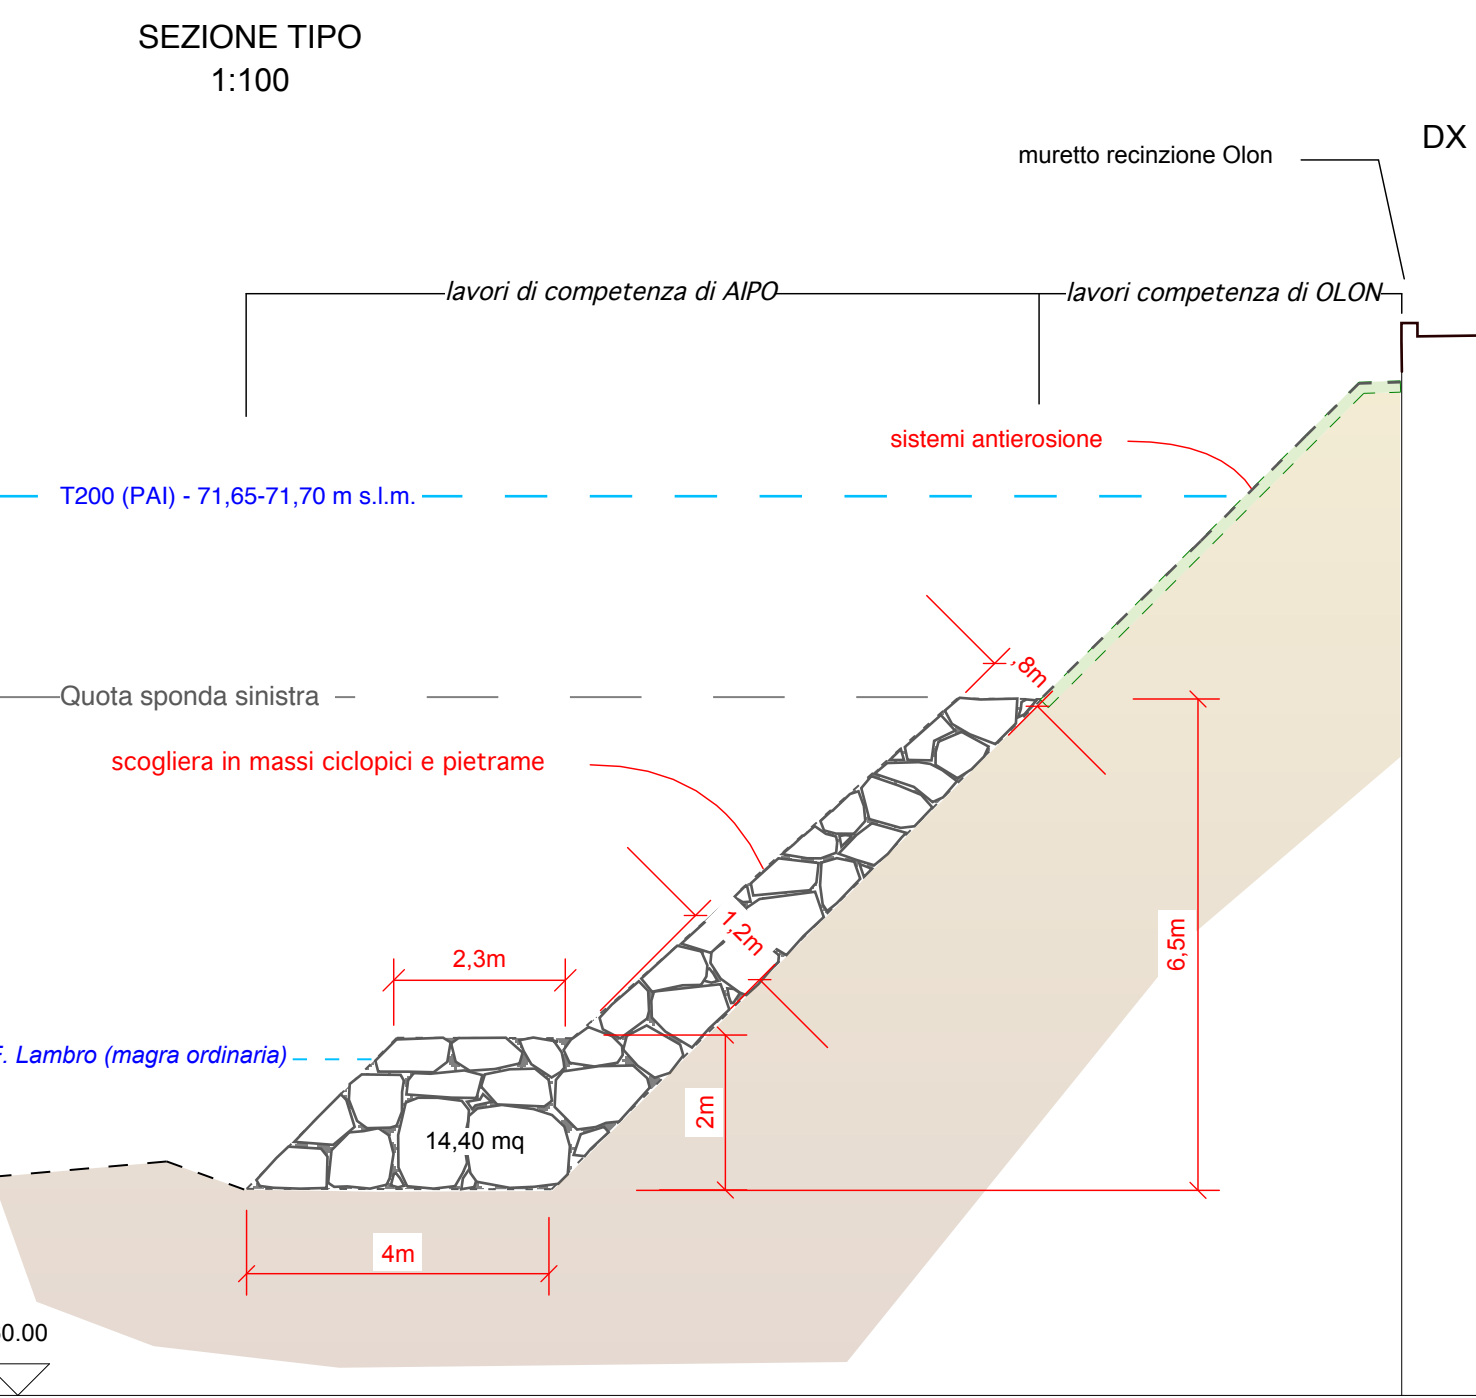 SEZIONE TIPO
1:100
DX
muretto recinzione Olon
lavori di competenza di AIPO
lavori competenza di OLON
sistemi antierosione
T200 (PAI) - 71,65-71,70 m s.l.m.
,8m
Quota sponda sinistra
scogliera in massi ciclopici e pietrame
1,2m
6,5m
2,3m
F. Lambro (magra ordinaria)
2m
14,40 mq
4m
0.00